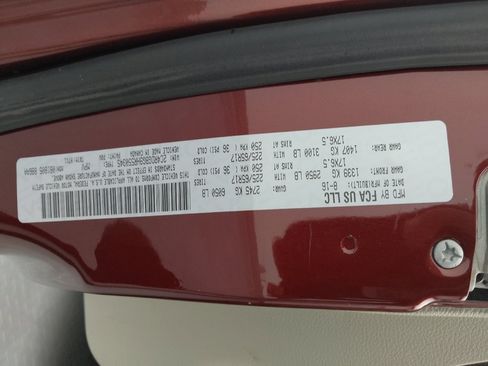 MFD BY FCA US LLC
DATE OF MFR: 8-16 GVWR: 2745 KG 6050 LB
GAWR FRONT: 1339 KG 2950 LB TIRES 225/65R17
17X6.5 RIMS AT 250 KPA/ 36 PSI COLD
GAWR REAR: 1407 KG 3100 LB TIRES 225/65R17
17X6.5 RIMS AT 250 KPA/ 36 PSI COLD
THIS VEHICLE CONFORMS TO ALL APPLICABLE U.S.A. FEDERAL MOTOR VEHICLE SAFETY
STANDARDS IN EFFECT ON THE DATE OF MANUFACTURE SHOWN
VIN: TYPE: MPV
VEHICLE MADE IN CANADA PAINT: TRIM: